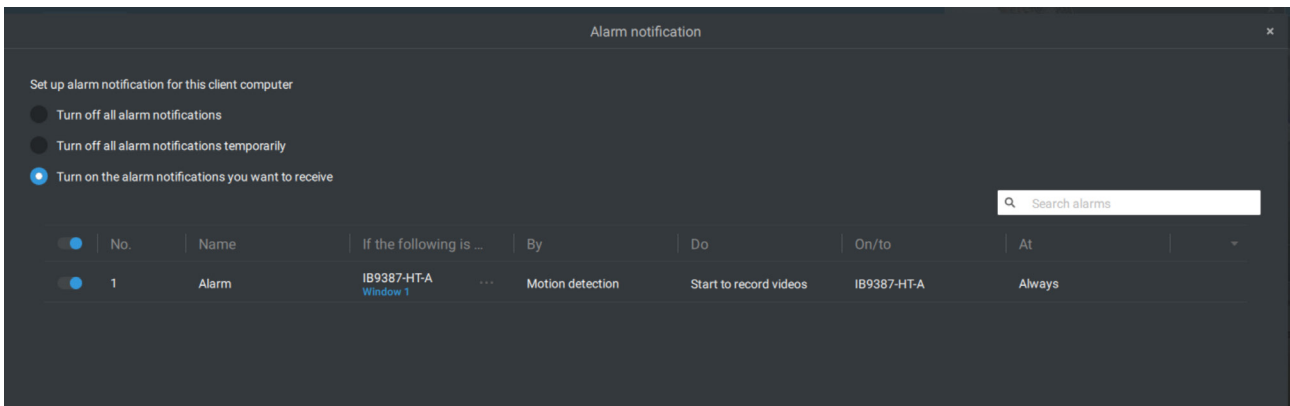 Alarm notification
×
Set up alarm notification for this client computer
Turn off all alarm notifications
Turn off all alarm notifications temporarily
Turn on the alarm notifications you want to receive
Search alarms
No. Name If the following is ... By Do On/to At
1 Alarm IB9387-HT-A ... Motion detection Start to record videos IB9387-HT-A Always
Window 1